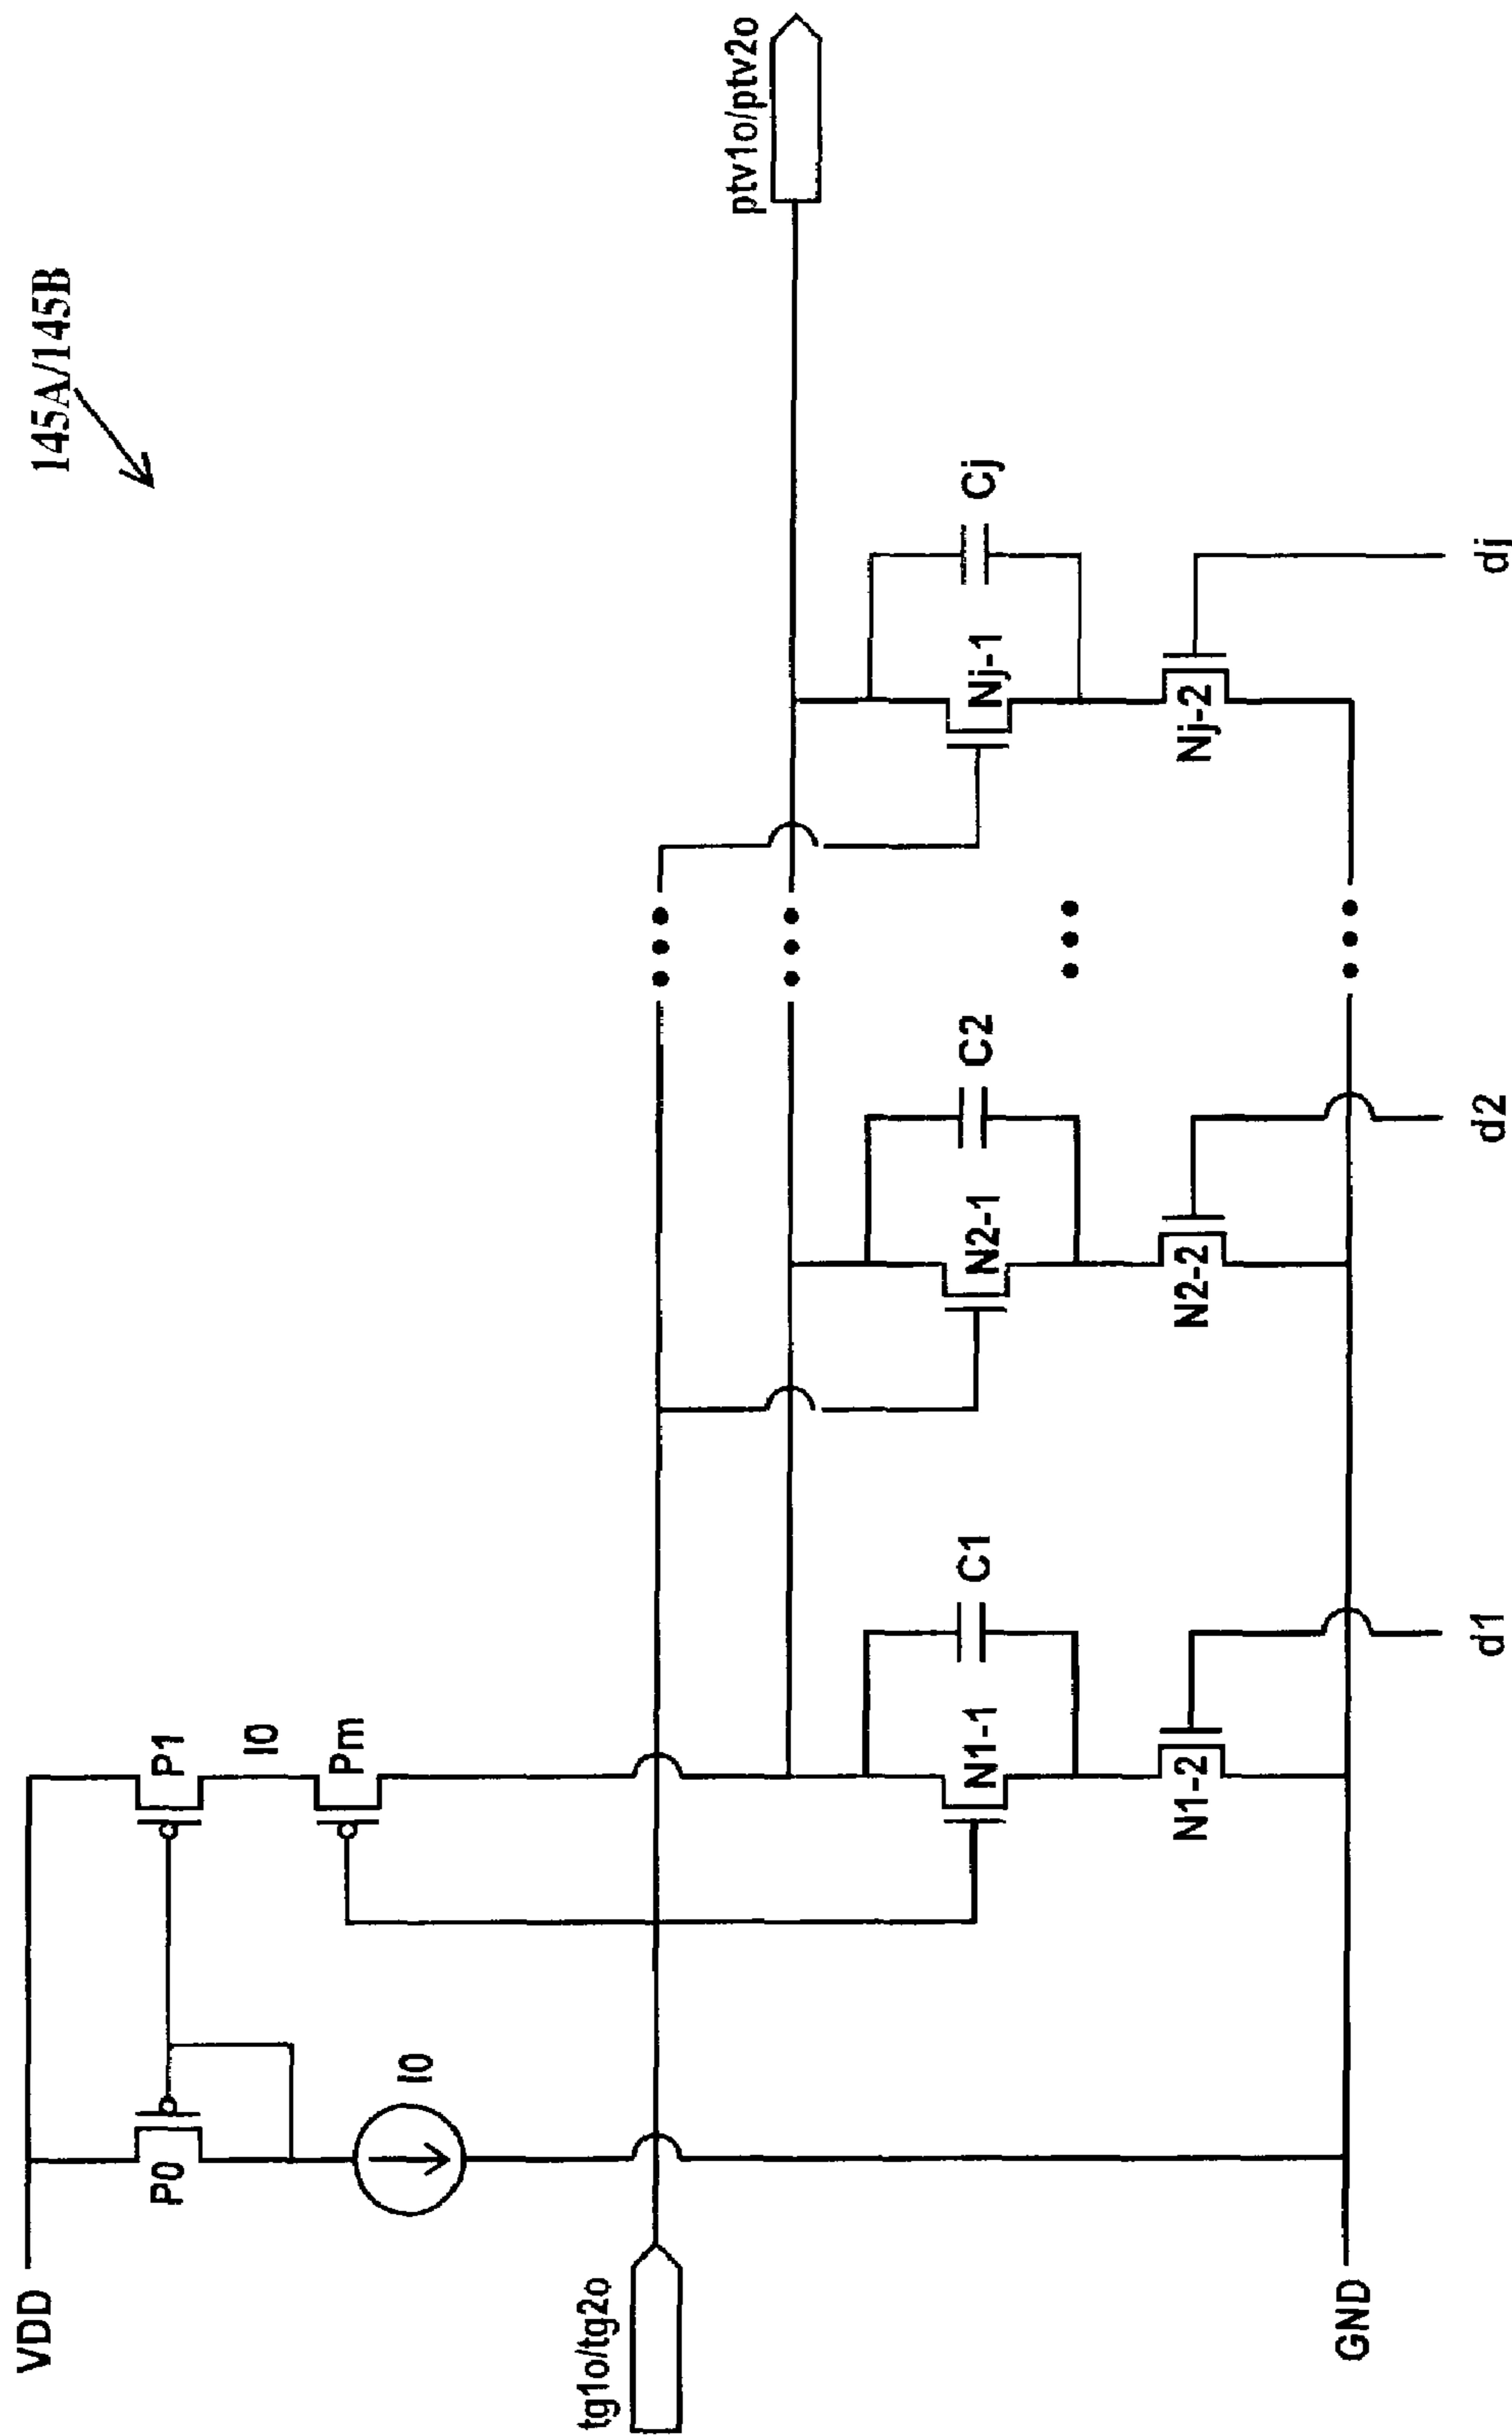 145A/145B
VDD
P0
I0
P1
I0
Pm
tg1o/tg2o
ptv1o/ptv2o
N1-1
C1
N2-1
C2
Nj-1
Cj
N1-2
N2-2
Nj-2
GND
d1
d2
dj